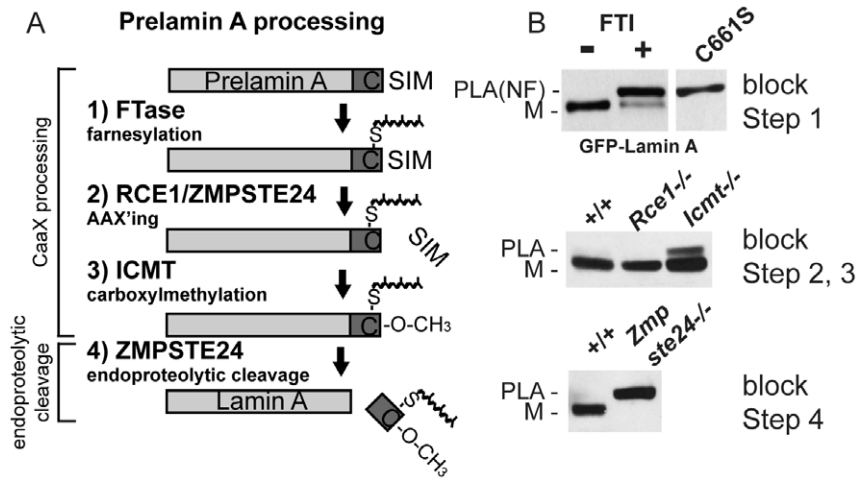 A
Prelamin A processing
CaaX processing
endoproteolytic
cleavage
Prelamin A
C
SIM
1) FTase
farnesylation
S
C
SIM
2) RCE1/ZMPSTE24
AAX'ing
S
C
SIM
3) ICMT
carboxylmethylation
S
C
-O-CH3
4) ZMPSTE24
endoproteolytic cleavage
Lamin A
S
C
-O-CH3
B
FTI
- +
C661S
PLA(NF) -
M -
block
Step 1
GFP-Lamin A
+/+
Rce1-/-
Icmt-/-
PLA -
M -
block
Step 2, 3
+/+
Zmp
ste24-/-
PLA -
M -
block
Step 4